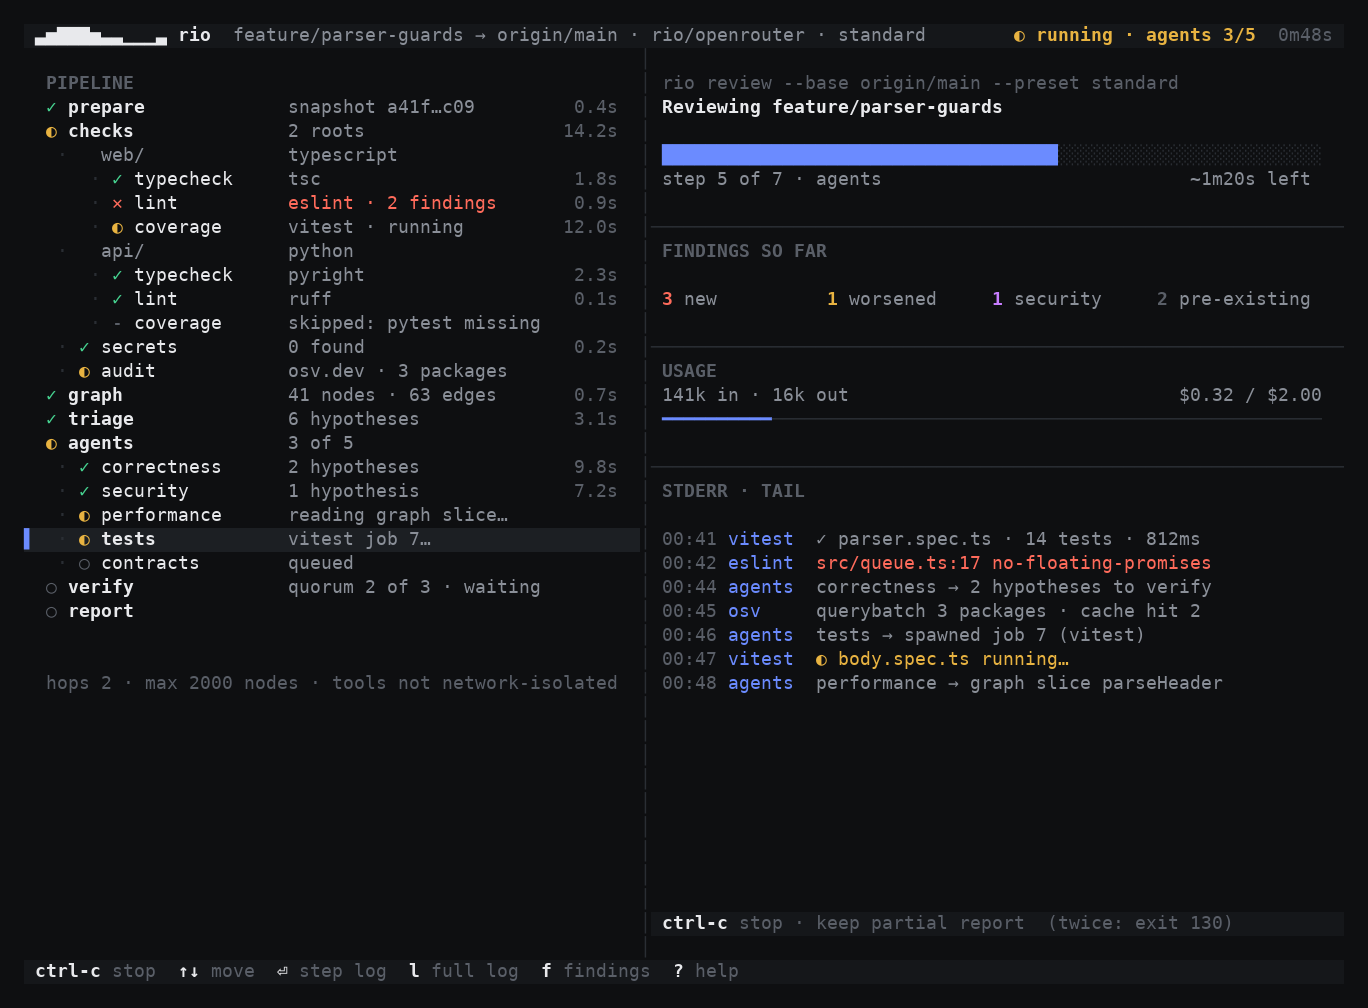 rio feature/parser-guards → origin/main · rio/openrouter · standard ◐ running · agents 3/5 0m48s
PIPELINE
✓ prepare snapshot a41f…c09 0.4s
◐ checks 2 roots 14.2s
· web/ typescript
· ✓ typecheck tsc 1.8s
· ✕ lint eslint · 2 findings 0.9s
· ◐ coverage vitest · running 12.0s
· api/ python
· ✓ typecheck pyright 2.3s
· ✓ lint ruff 0.1s
· - coverage skipped: pytest missing
· ✓ secrets 0 found 0.2s
· ◐ audit osv.dev · 3 packages
✓ graph 41 nodes · 63 edges 0.7s
✓ triage 6 hypotheses 3.1s
◐ agents 3 of 5
· ✓ correctness 2 hypotheses 9.8s
· ✓ security 1 hypothesis 7.2s
· ◐ performance reading graph slice…
· ◐ tests vitest job 7…
· ○ contracts queued
○ verify quorum 2 of 3 · waiting
○ report
hops 2 · max 2000 nodes · tools not network-isolated
rio review --base origin/main --preset standard
Reviewing feature/parser-guards
step 5 of 7 · agents ~1m20s left
FINDINGS SO FAR
3 new 1 worsened 1 security 2 pre-existing
USAGE
141k in · 16k out $0.32 / $2.00
STDERR · TAIL
00:41 vitest ✓ parser.spec.ts · 14 tests · 812ms
00:42 eslint src/queue.ts:17 no-floating-promises
00:44 agents correctness → 2 hypotheses to verify
00:45 osv querybatch 3 packages · cache hit 2
00:46 agents tests → spawned job 7 (vitest)
00:47 vitest ◐ body.spec.ts running…
00:48 agents performance → graph slice parseHeader
ctrl-c stop · keep partial report (twice: exit 130)
ctrl-c stop ↑↓ move ⏎ step log l full log f findings ? help